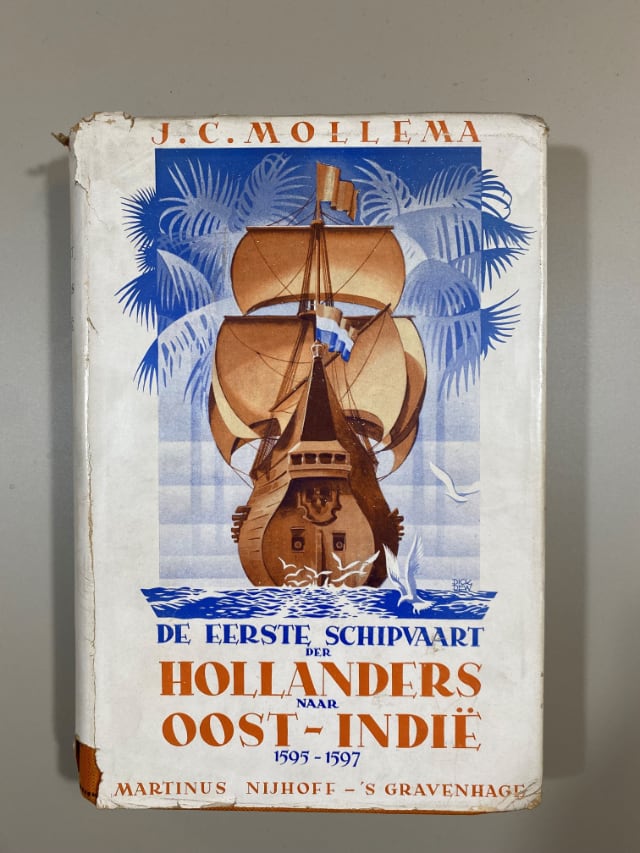 J. C. MOLLEMA
DE EERSTE SCHIPVAART
DER
HOLLANDERS
NAAR
OOST-INDIË
1595-1597
MARTINUS NIJHOFF - 'S GRAVENHAGE